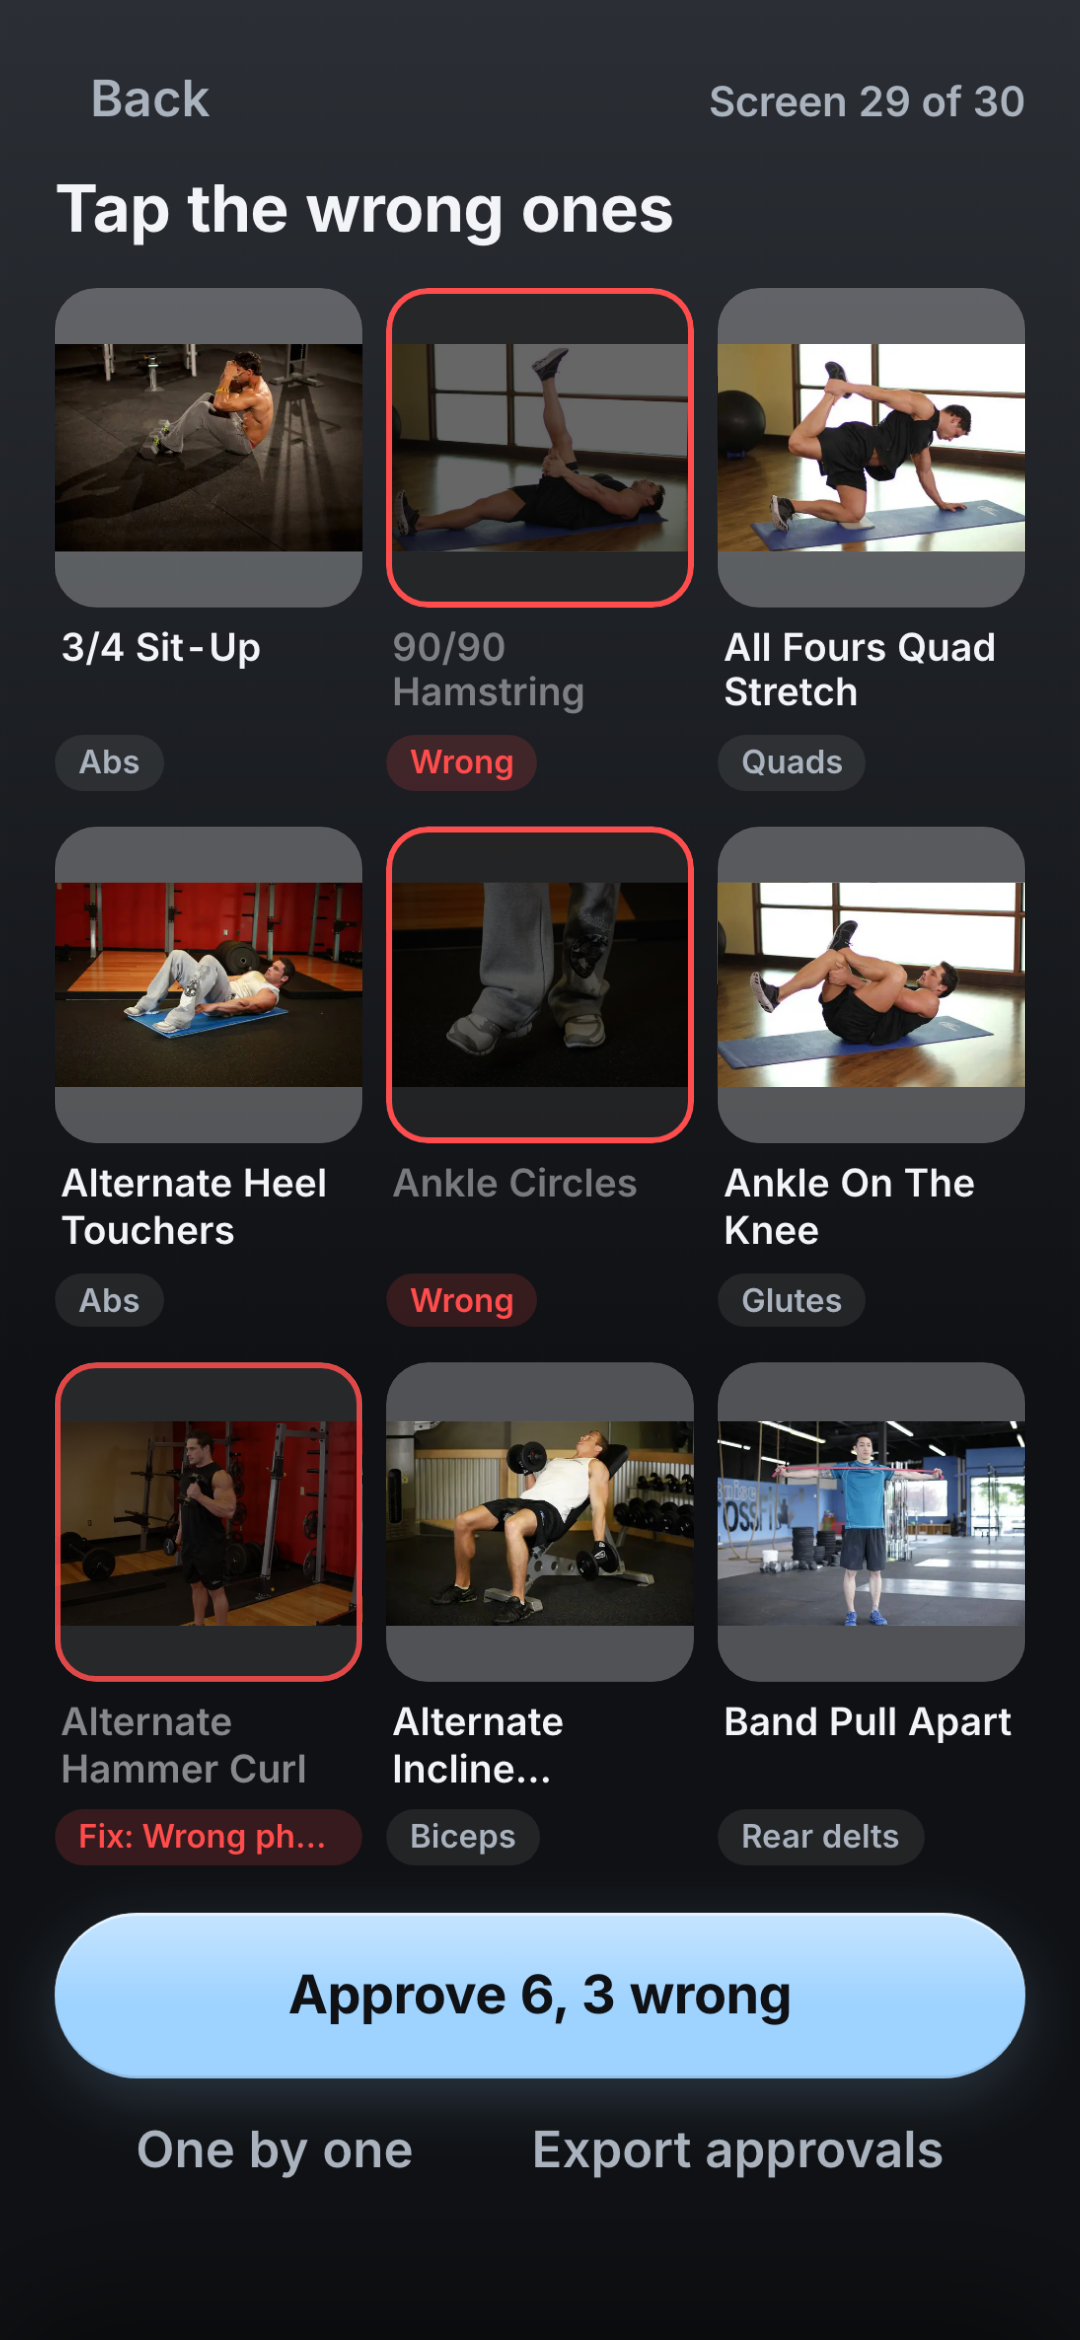 Back
Screen 29 of 30
Tap the wrong ones
3/4 Sit-Up
90/90
Hamstring
All Fours Quad
Stretch
Abs
Wrong
Quads
Alternate Heel
Touchers
Ankle Circles
Ankle On The
Knee
Abs
Wrong
Glutes
Alternate
Hammer Curl
Alternate
Incline...
Band Pull Apart
Fix: Wrong ph...
Biceps
Rear delts
Approve 6, 3 wrong
One by one
Export approvals